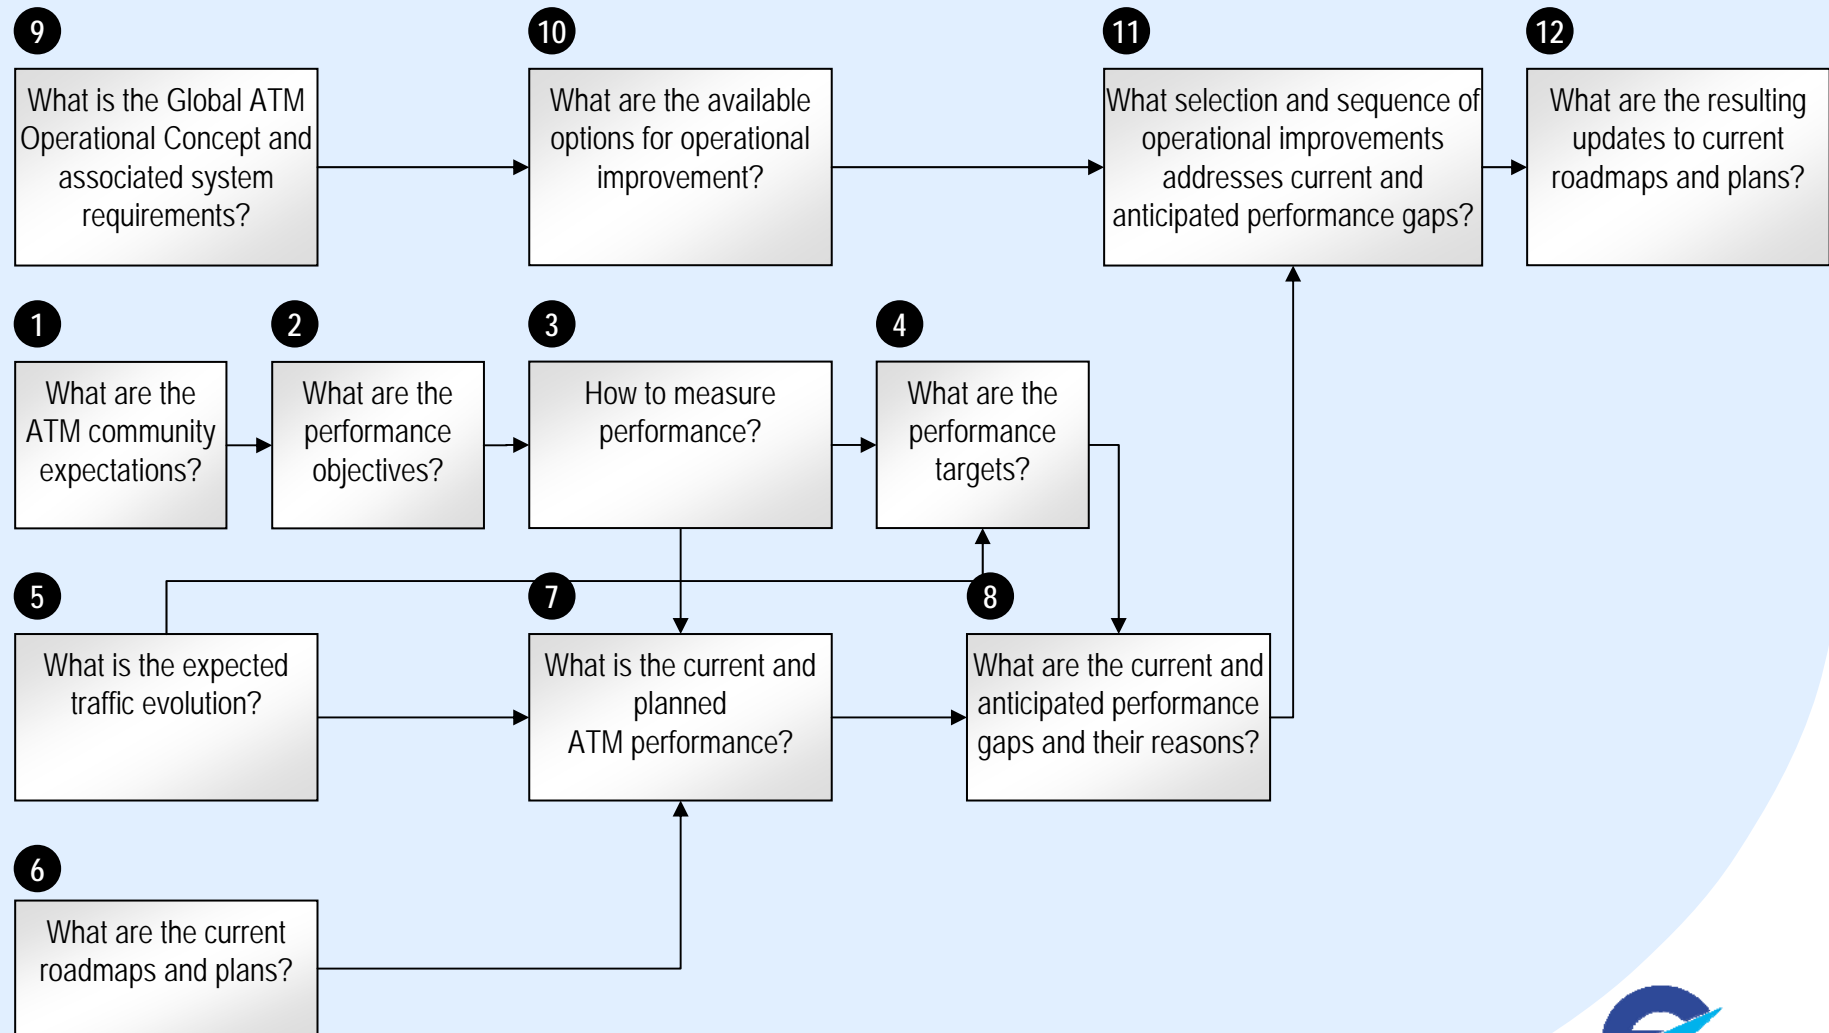 9
What is the Global ATM
Operational Concept and
associated system
requirements?
10
What are the available
options for operational
improvement?
11
What selection and sequence of
operational improvements
addresses current and
anticipated performance gaps?
12
What are the resulting
updates to current
roadmaps and plans?
1
What are the
ATM community
expectations?
2
What are the
performance
objectives?
3
How to measure
performance?
4
What are the
performance
targets?
5
What is the expected
traffic evolution?
7
What is the current and
planned
ATM performance?
8
What are the current and
anticipated performance
gaps and their reasons?
6
What are the current
roadmaps and plans?